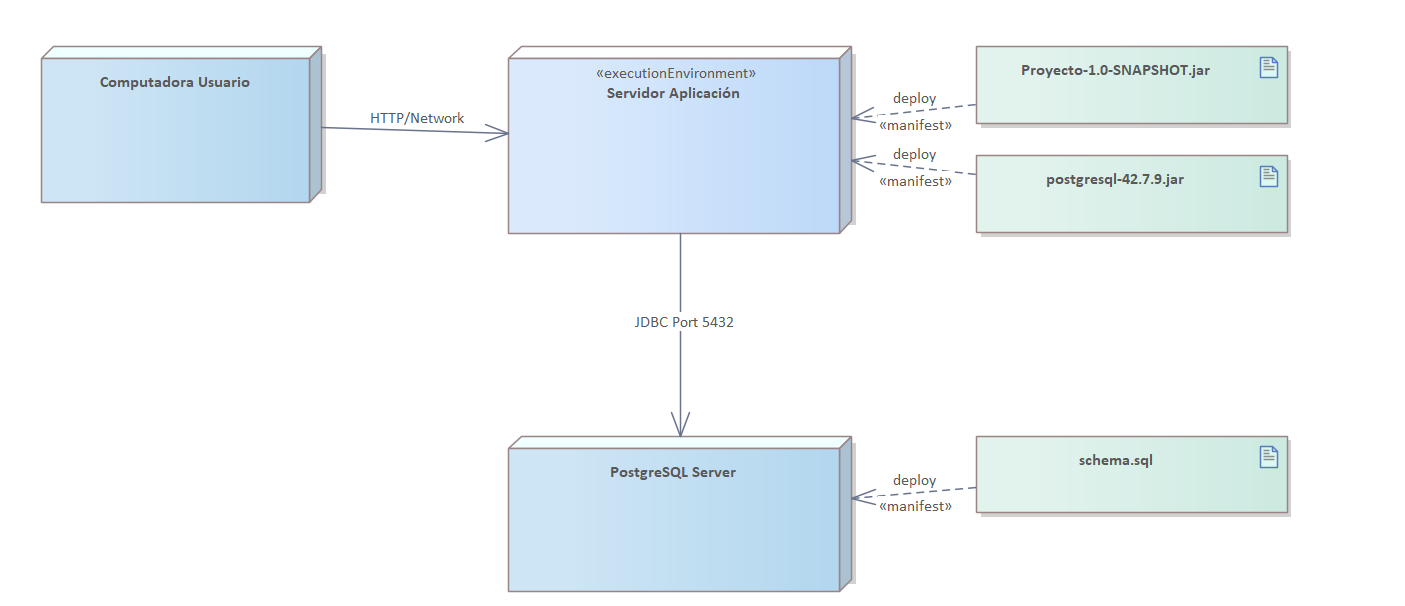 Computadora Usuario
HTTP/Network
«executionEnvironment»
Servidor Aplicación
deploy
«manifest»
Proyecto-1.0-SNAPSHOT.jar
deploy
«manifest»
postgresql-42.7.9.jar
JDBC Port 5432
PostgreSQL Server
deploy
«manifest»
schema.sql